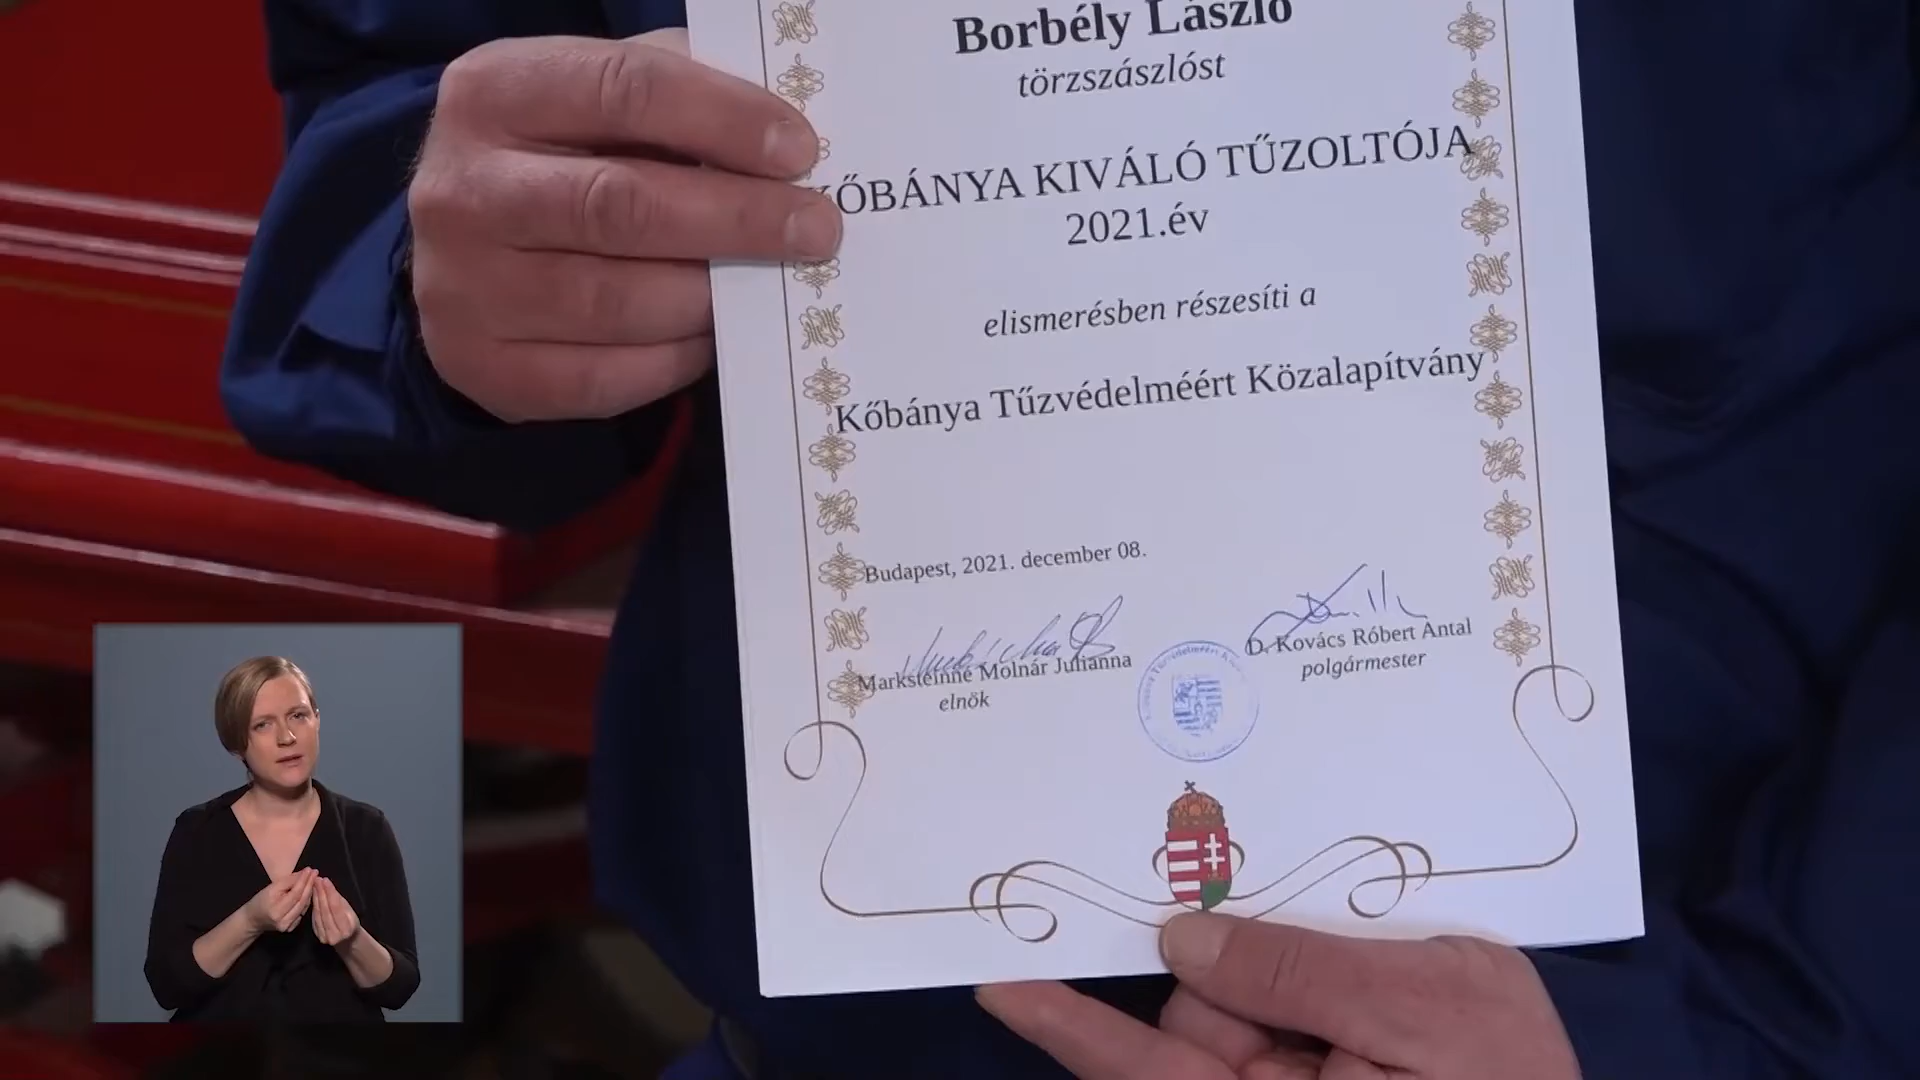 Borbély László
törzszászlóst
KŐBÁNYA KIVÁLÓ TŰZOLTÓJA
2021.év
elismerésben részesíti a
Kőbánya Tűzvédelméért Közalapítvány
Budapest, 2021. december 08.
Marksteinné Molnár Julianna
elnök
D. Kovács Róbert Antal
polgármester